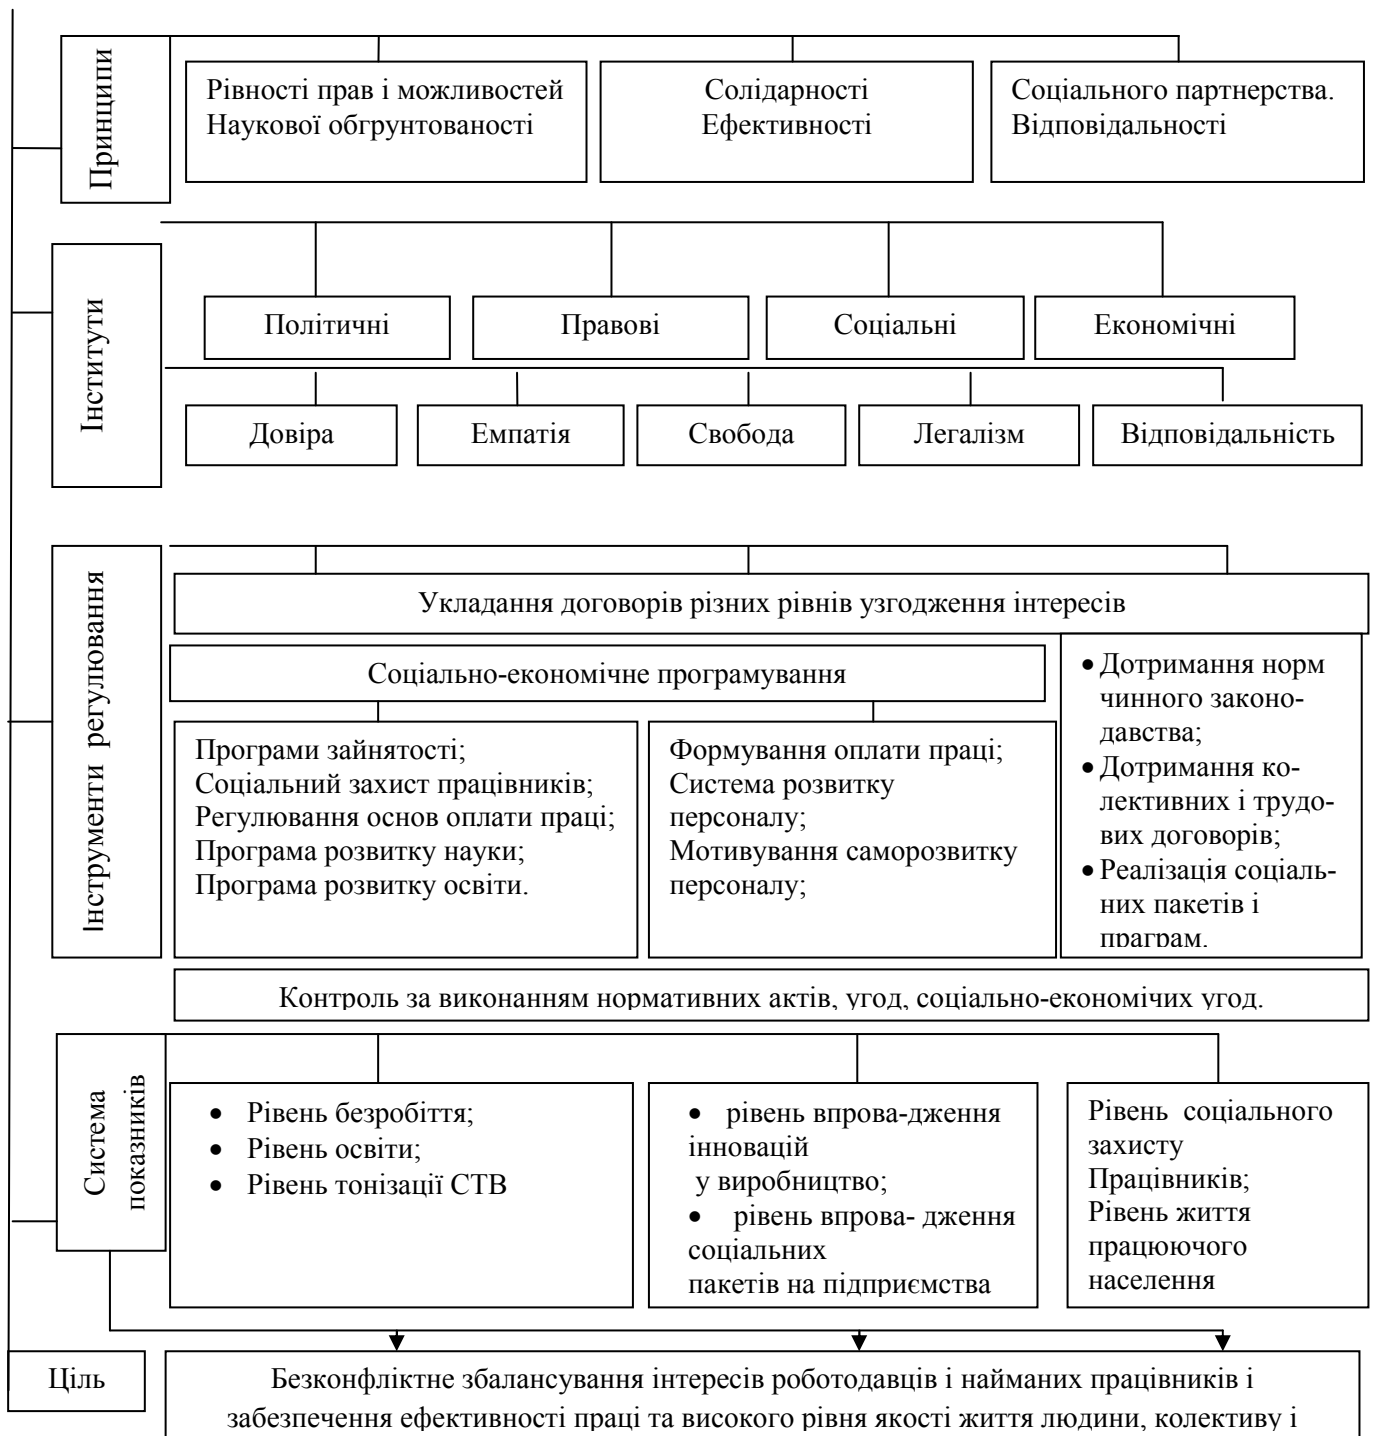 Принципи
Рівності прав і можливостей
Наукової обгрунтованості
Солідарності
Ефективності
Соціального партнерства.
Відповідальності
Інститути
Політичні
Правові
Соціальні
Економічні
Довіра
Емпатія
Свобода
Легалізм
Відповідальність
Інструменти регулювання
Укладання договорів різних рівнів узгодження інтересів
Соціально-економічне програмування
Програми зайнятості;
Соціальний захист працівників;
Регулювання основ оплати праці;
Програма розвитку науки;
Програма розвитку освіти.
Формування оплати праці;
Система розвитку
персоналу;
Мотивування саморозвитку
персоналу;
• Дотримання норм
чинного законо-
давства;
• Дотримання ко-
лективних і трудо-
вих договорів;
• Реалізація соціаль-
них пакетів і
праграм.
Контроль за виконанням нормативних актів, угод, соціально-економічих угод.
Система
показників
• Рівень безробіття;
• Рівень освіти;
• Рівень тонізації СТВ
• рівень впрова-дження
інновацій
у виробництво;
• рівень впрова- дження
соціальних
пакетів на підприємства
Рівень соціального
захисту
Працівників;
Рівень життя
працюючого
населення
Ціль
Безконфліктне збалансування інтересів роботодавців і найманих працівників і
забезпечення ефективності праці та високого рівня якості життя людини, колективу і